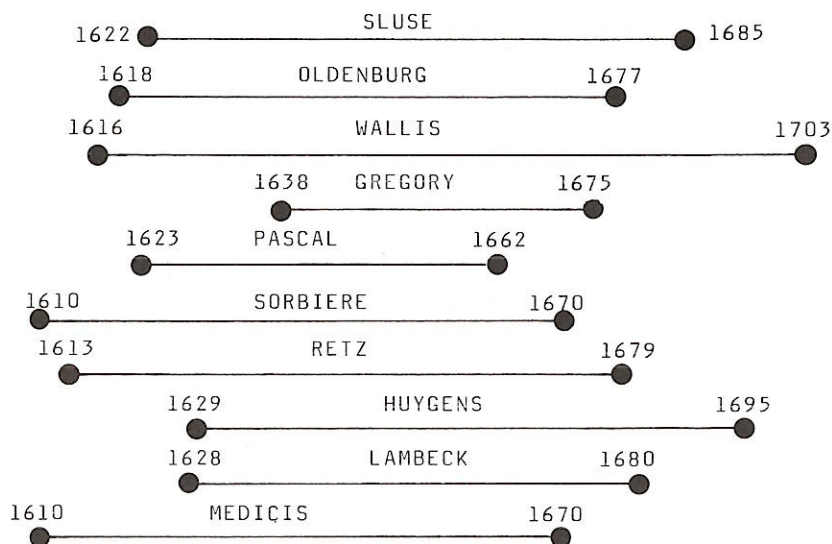 SLUSE
1622 1685
1618 OLDENBURG 1677
1616 WALLIS 1703
1638 GREGORY 1675
1623 PASCAL 1662
1610 SORBIERE 1670
1613 RETZ 1679
1629 HUYGENS 1695
1628 LAMBECK 1680
1610 MEDIÇIS 1670